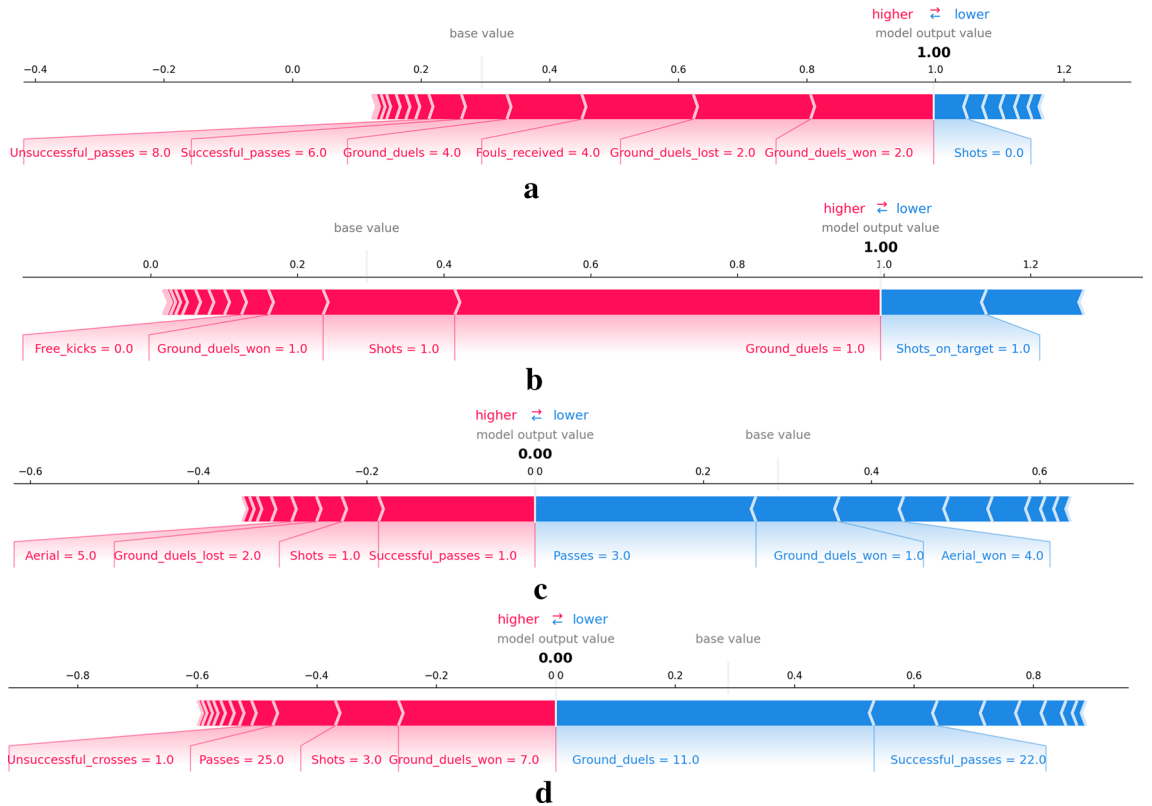 higher ⇄ lower
base value
model output value
1.00
−0.4 −0.2 0.0 0.2 0.4 0.6 0.8 1.0 1.2
Unsuccessful_passes = 8.0 Successful_passes = 6.0 Ground_duels = 4.0 Fouls_received = 4.0 Ground_duels_lost = 2.0 Ground_duels_won = 2.0 Shots = 0.0
a
higher ⇄ lower
base value model output value
1.00
0.0 0.2 0.4 0.6 0.8 1.0 1.2
Free_kicks = 0.0 Ground_duels_won = 1.0 Shots = 1.0 Ground_duels = 1.0 Shots_on_target = 1.0
b
higher ⇄ lower
model output value base value
0.00
−0.6 −0.4 −0.2 0.0 0.2 0.4 0.6
Aerial = 5.0 Ground_duels_lost = 2.0 Shots = 1.0 Successful_passes = 1.0 Passes = 3.0 Ground_duels_won = 1.0 Aerial_won = 4.0
c
higher ⇄ lower
model output value base value
0.00
−0.8 −0.6 −0.4 −0.2 0.0 0.2 0.4 0.6 0.8
Unsuccessful_crosses = 1.0 Passes = 25.0 Shots = 3.0 Ground_duels_won = 7.0 Ground_duels = 11.0 Successful_passes = 22.0
d